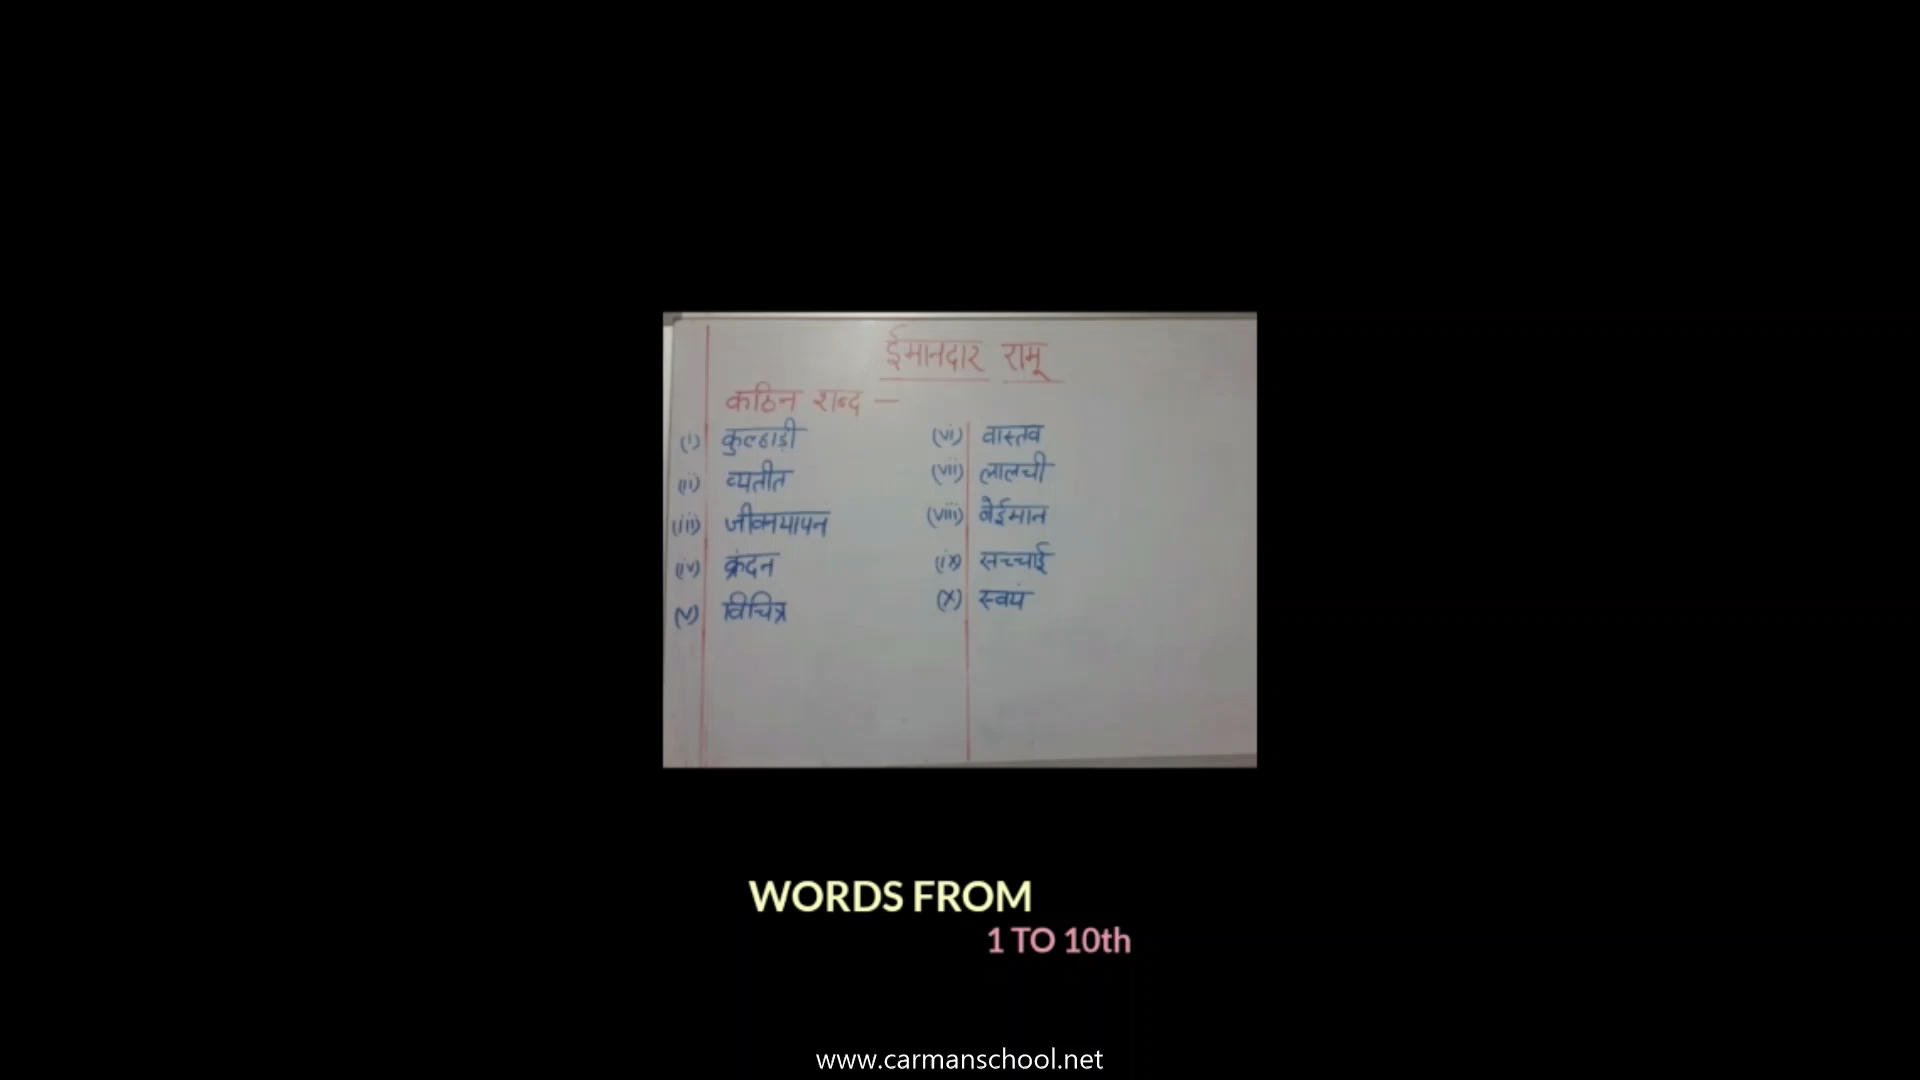 ईमानदार रामू
कठिन शब्द —
(i) कुल्हाड़ी
(ii) व्यतीत
(iii) जीवनयापन
(iv) क्रंदन
(v) विचित्र
(vi) वास्तव
(vii) लालची
(viii) बेईमान
(ix) सच्चाई
(x) स्वयं
WORDS FROM
1 TO 10th
www.carmanschool.net